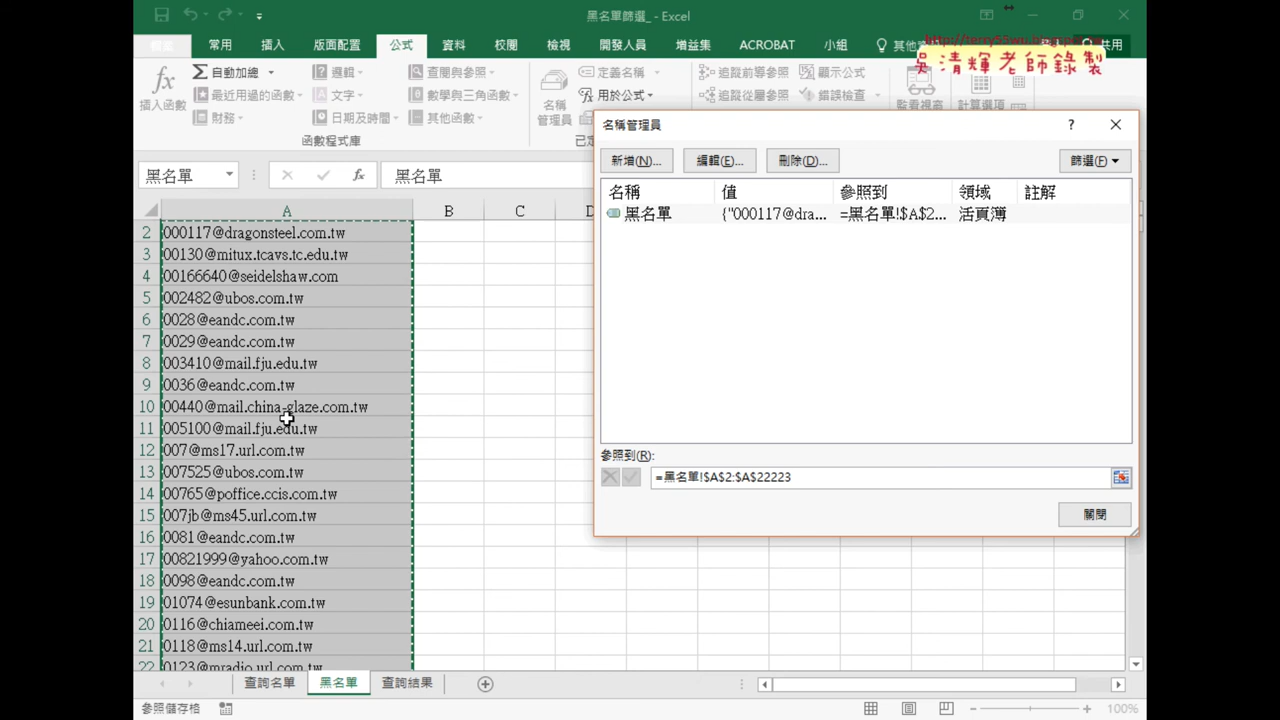 黑名單篩選_ - Excel
常用 插入 版面配置 公式 資料 校閱 檢視 開發人員 增益集 ACROBAT 小組 共用
吳清輝老師錄製
fx 插入函數
Σ 自動加總
最近用過的函數
財務
邏輯
文字
日期及時間
查閱與參照
數學與三角函數
其他函數
函數程式庫
名稱管理員
定義名稱
用於公式
追蹤前導參照
追蹤從屬參照
顯示公式
錯誤檢查
監看視窗
計算選項
黑名單
fx 黑名單
A B C D
2 000117@dragonsteel.com.tw
3 00130@mitux.tcavs.tc.edu.tw
4 00166640@seidelshaw.com
5 002482@ubos.com.tw
6 0028@eandc.com.tw
7 0029@eandc.com.tw
8 003410@mail.fju.edu.tw
9 0036@eandc.com.tw
10 00440@mail.china-glaze.com.tw
11 005100@mail.fju.edu.tw
12 007@ms17.url.com.tw
13 007525@ubos.com.tw
14 00765@poffice.ccis.com.tw
15 007jb@ms45.url.com.tw
16 0081@eandc.com.tw
17 00821999@yahoo.com.tw
18 0098@eandc.com.tw
19 01074@esunbank.com.tw
20 0116@chiameei.com.tw
21 0118@ms14.url.com.tw
22 0123@mradio.url.com.tw
名稱管理員
新增(N)... 編輯(E)... 刪除(D)... 篩選(F)
名稱 值 參照到 領域 註解
黑名單 {"000117@dra... =黑名單!$A$2... 活頁簿
參照到(R):
=黑名單!$A$2:$A$22223
關閉
查詢名單 黑名單 查詢結果
參照儲存格
100%